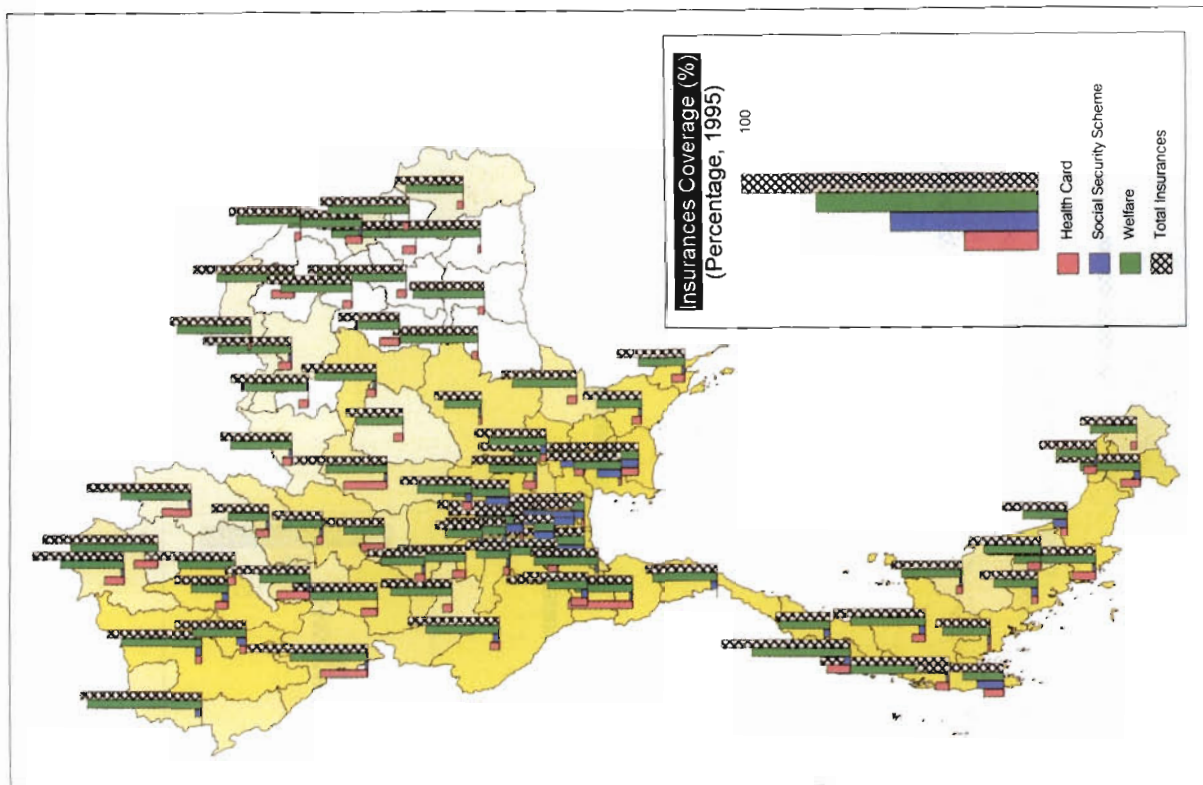 Insurances Coverage (%)
(Percentage, 1995)
100
Health Card
Social Security Scheme
Welfare
Total Insurances